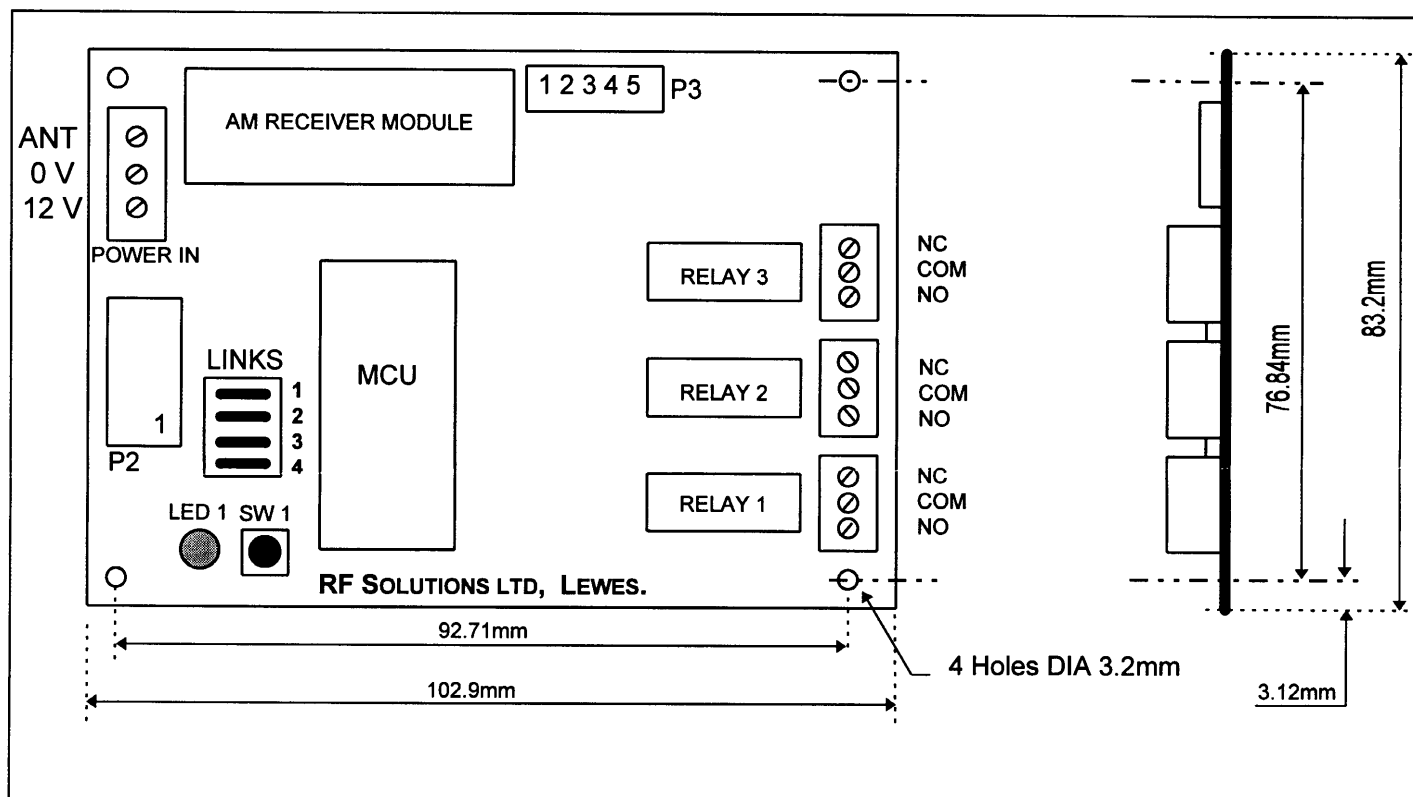 1 2 3 4 5
P3
AM RECEIVER MODULE
ANT
0 V
12 V
POWER IN
RELAY 3
NC
COM
NO
LINKS
1
2
3
4
MCU
RELAY 2
NC
COM
NO
1
P2
RELAY 1
NC
COM
NO
LED 1
SW 1
RF SOLUTIONS LTD, LEWES.
92.71mm
102.9mm
4 Holes DIA 3.2mm
76.84mm
83.2mm
3.12mm